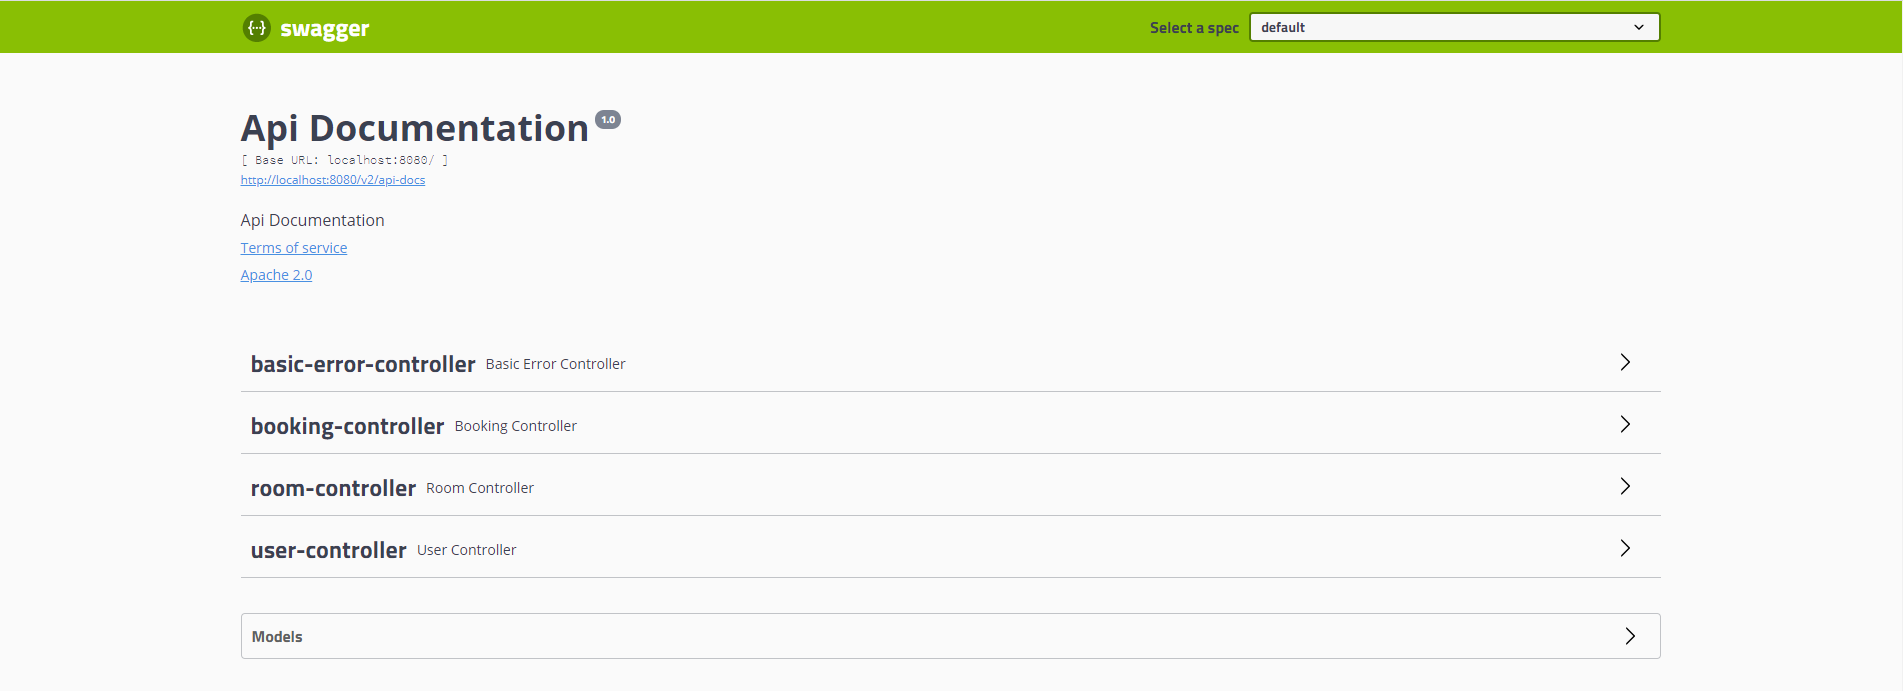 {...} swagger Select a spec default
Api Documentation 1.0
[ Base URL: localhost:8080/ ]
http://localhost:8080/v2/api-docs
Api Documentation
Terms of service
Apache 2.0
basic-error-controller Basic Error Controller
booking-controller Booking Controller
room-controller Room Controller
user-controller User Controller
Models